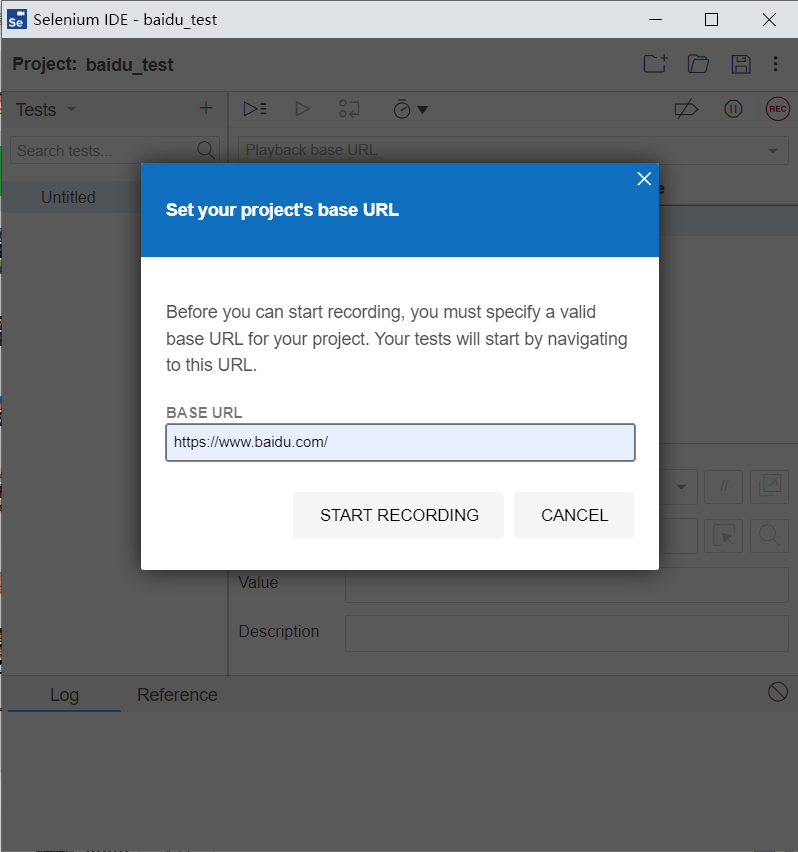 Se
Selenium IDE - baidu_test
Project: baidu_test
Tests
REC
Search tests...
Playback base URL
Untitled
Set your project's base URL
Before you can start recording, you must specify a valid
base URL for your project. Your tests will start by navigating
to this URL.
BASE URL
https://www.baidu.com/
//
START RECORDING
CANCEL
Value
Description
Log
Reference